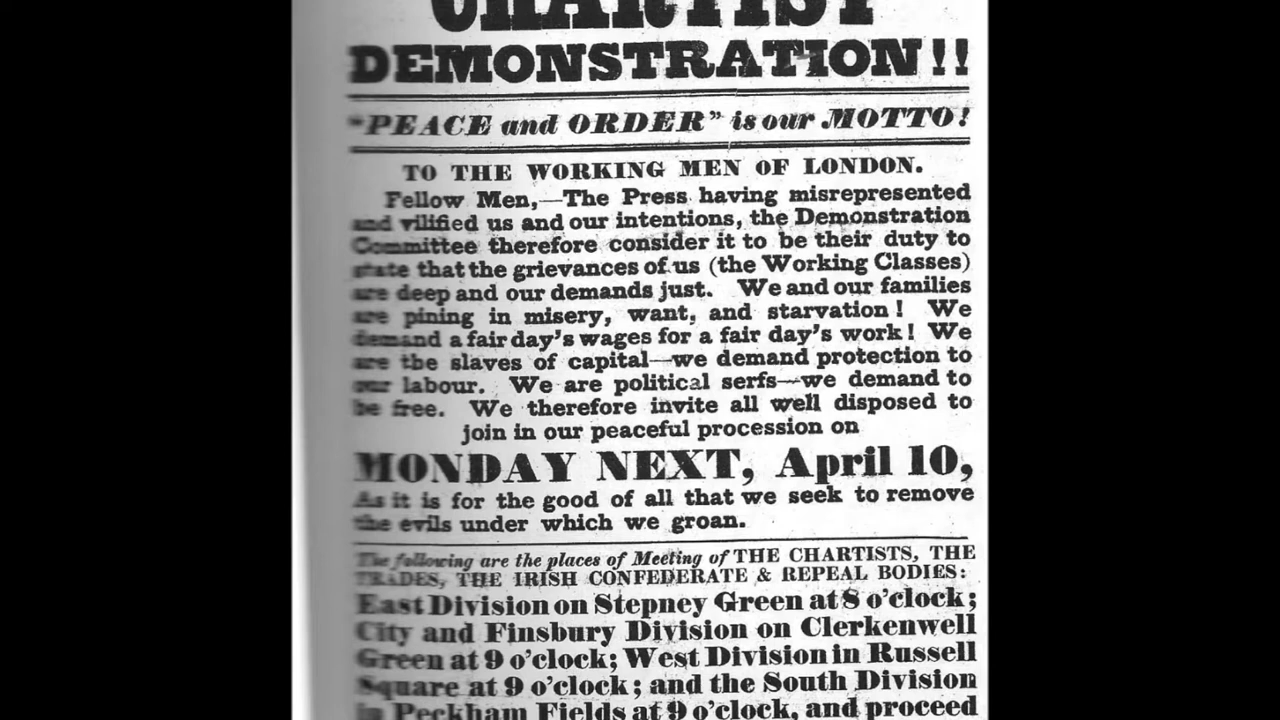 CHARTIST
DEMONSTRATION!!
"PEACE and ORDER" is our MOTTO!
TO THE WORKING MEN OF LONDON.
Fellow Men,—The Press having misrepresented
and vilified us and our intentions, the Demonstration
Committee therefore consider it to be their duty to
state that the grievances of us (the Working Classes)
are deep and our demands just. We and our families
are pining in misery, want, and starvation! We
demand a fair day's wages for a fair day's work! We
are the slaves of capital—we demand protection to
our labour. We are political serfs—we demand to
be free. We therefore invite all well disposed to
join in our peaceful procession on
MONDAY NEXT, April 10,
As it is for the good of all that we seek to remove
the evils under which we groan.
The following are the places of Meeting of THE CHARTISTS, THE
TRADES, THE IRISH CONFEDERATE & REPEAL BODIES:
East Division on Stepney Green at 8 o'clock;
City and Finsbury Division on Clerkenwell
Green at 9 o'clock; West Division in Russell
Square at 9 o'clock; and the South Division
in Peckham Fields at 9 o'clock, and proceed